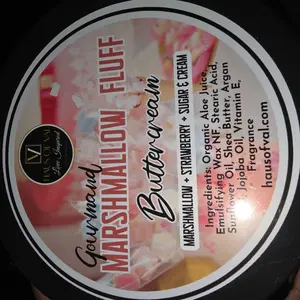 HAUS OF VAL
Gourmand
MARSHMALLOW FLUFF
Buttercream
MARSHMALLOW + STRAWBERRY + SUGAR & CREAM
Ingredients: Organic Aloe Juice,
Emulsifying Wax NF, Stearic Acid,
Sunflower Oil, Shea Butter, Argan
Oil, Jojoba Oil, Vitamin E,
Fragrance
hausofval.com